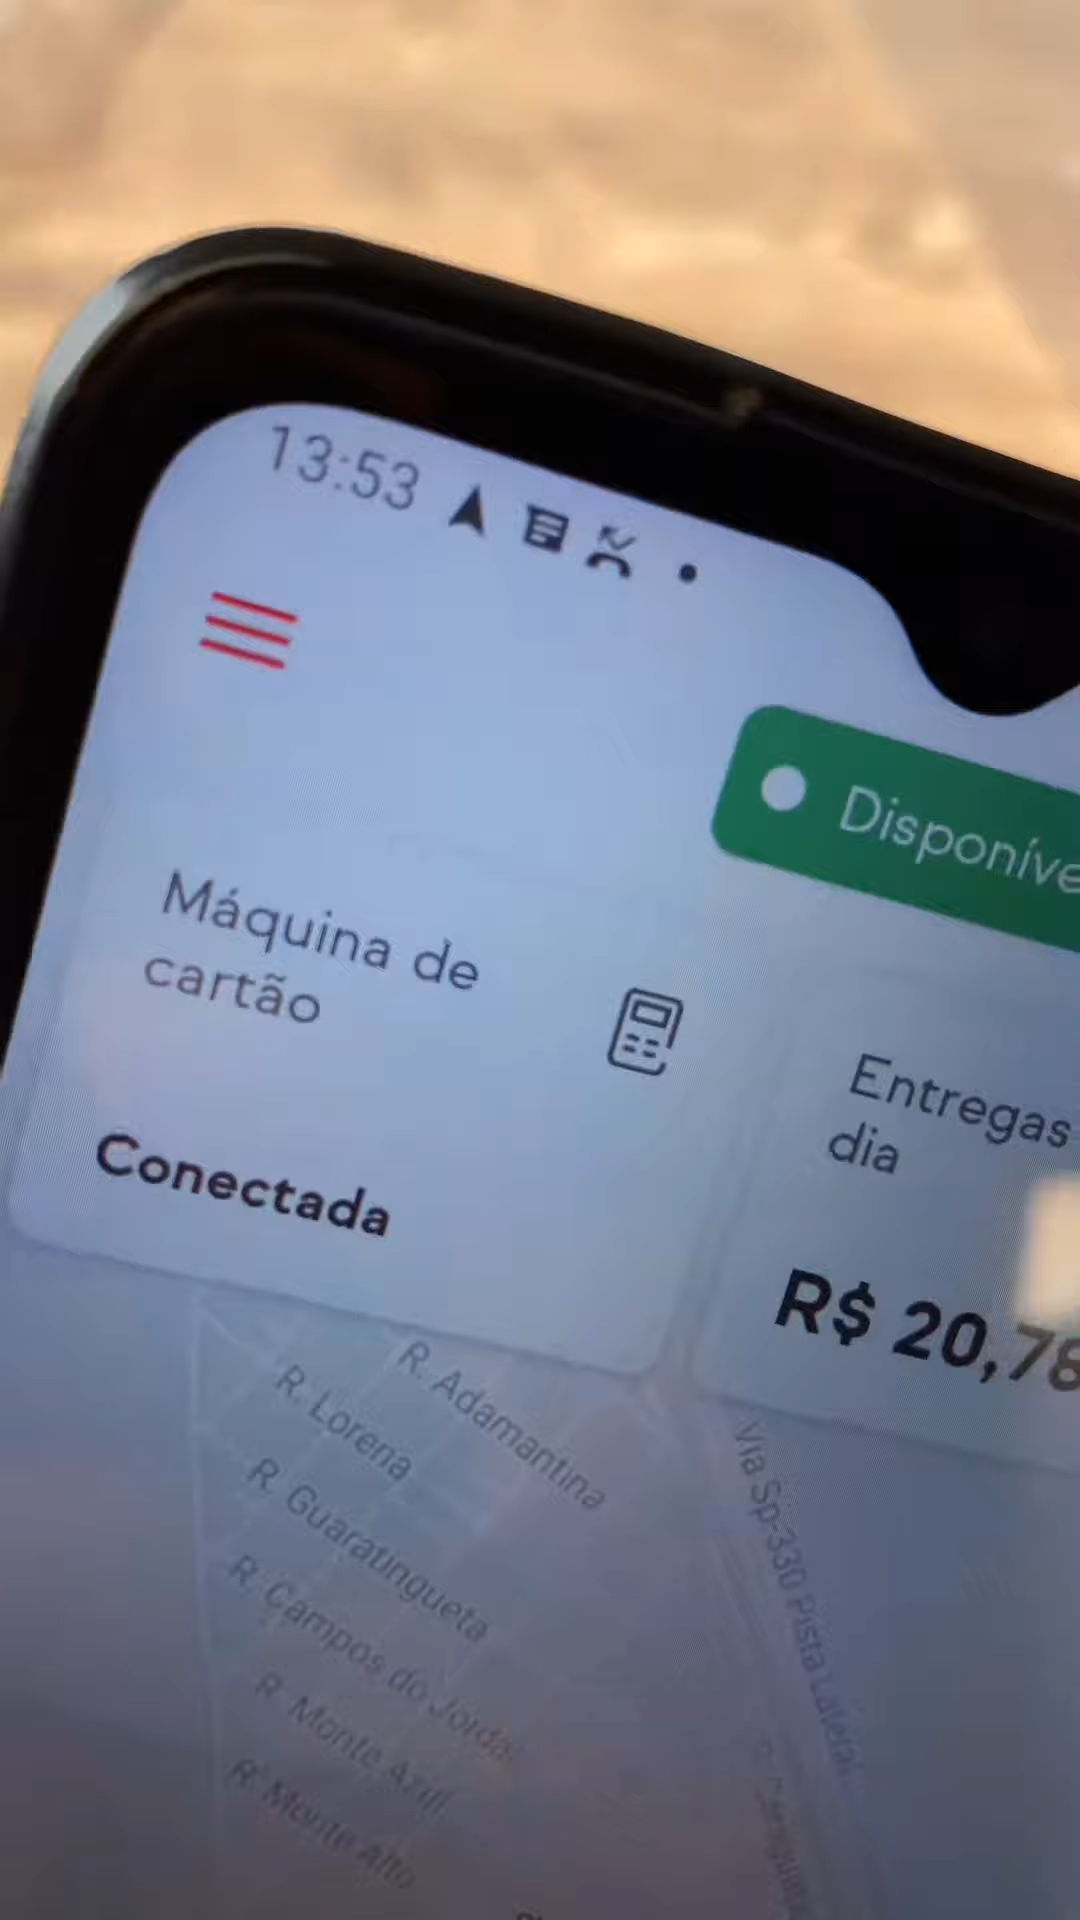 13:53
Disponíve
Máquina de
cartão
Entregas
dia
Conectada
R$ 20,78
R. Adamantina
R. Lorena
R. Guaratingueta
R. Campos do Jorda
R. Monte Azul
R. Monte Alto
Via Sp-330 Pista Lateral